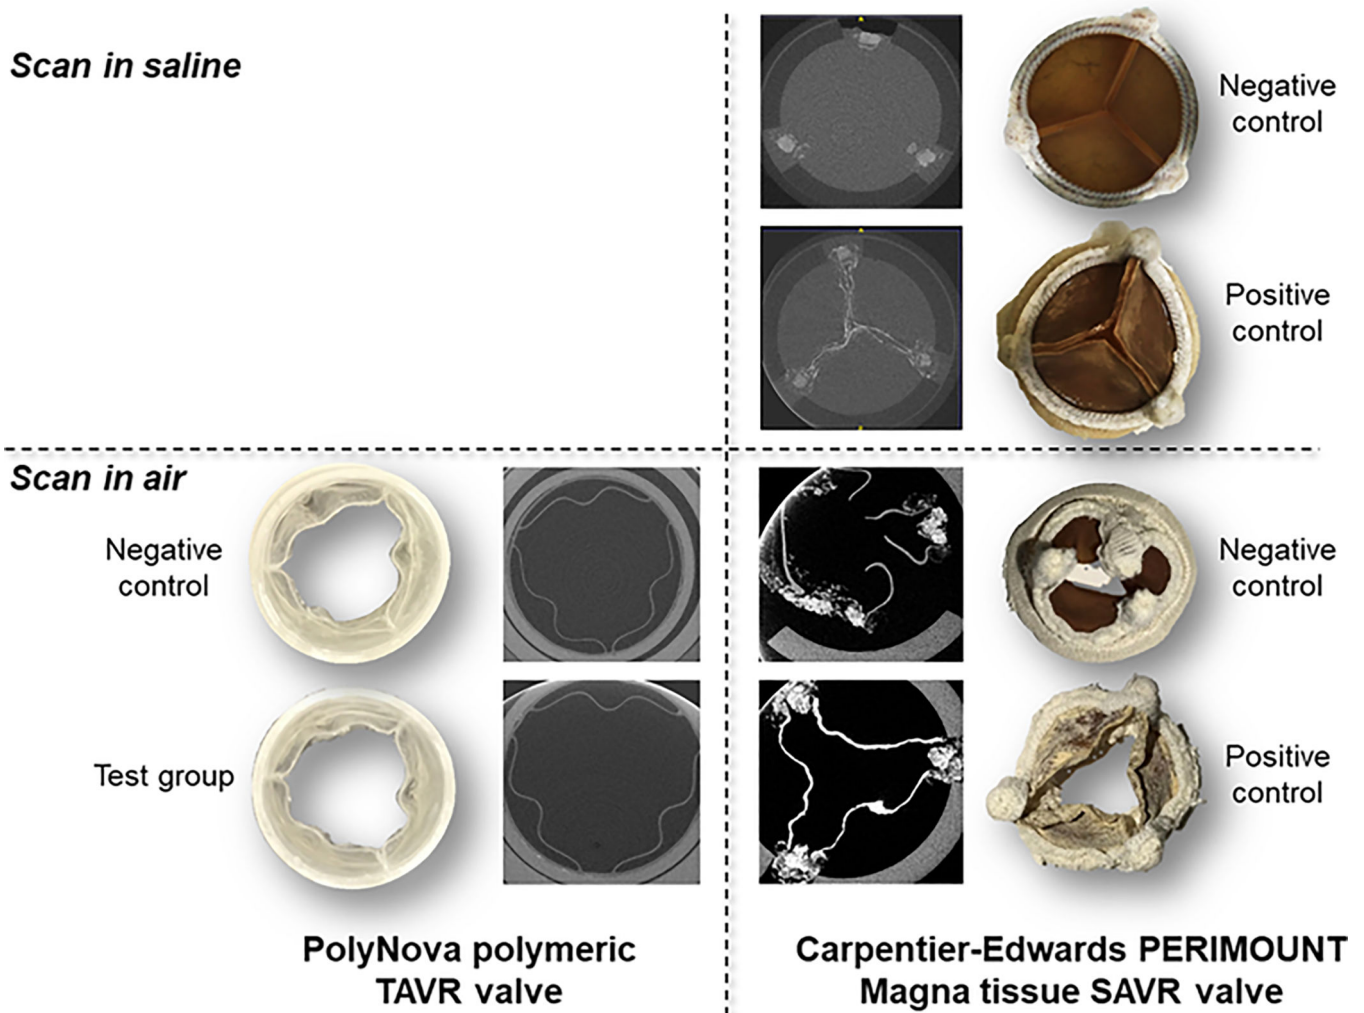 Scan in saline
Negative
control
Positive
control
Scan in air
Negative
control
Negative
control
Test group
Positive
control
PolyNova polymeric
TAVR valve
Carpentier-Edwards PERIMOUNT
Magna tissue SAVR valve